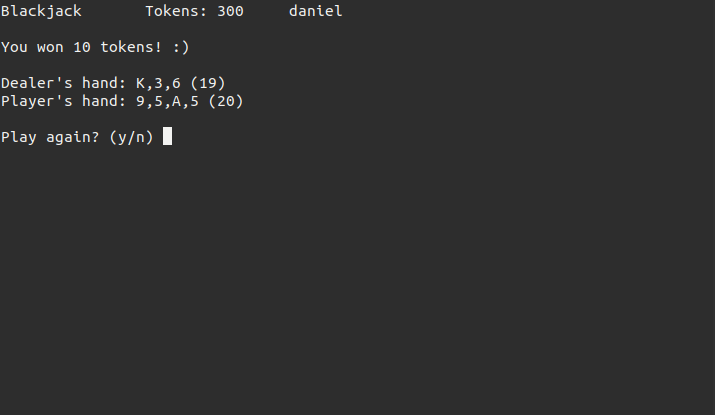 Blackjack       Tokens: 300     daniel
You won 10 tokens! :)
Dealer's hand: K,3,6 (19)
Player's hand: 9,5,A,5 (20)
Play again? (y/n)